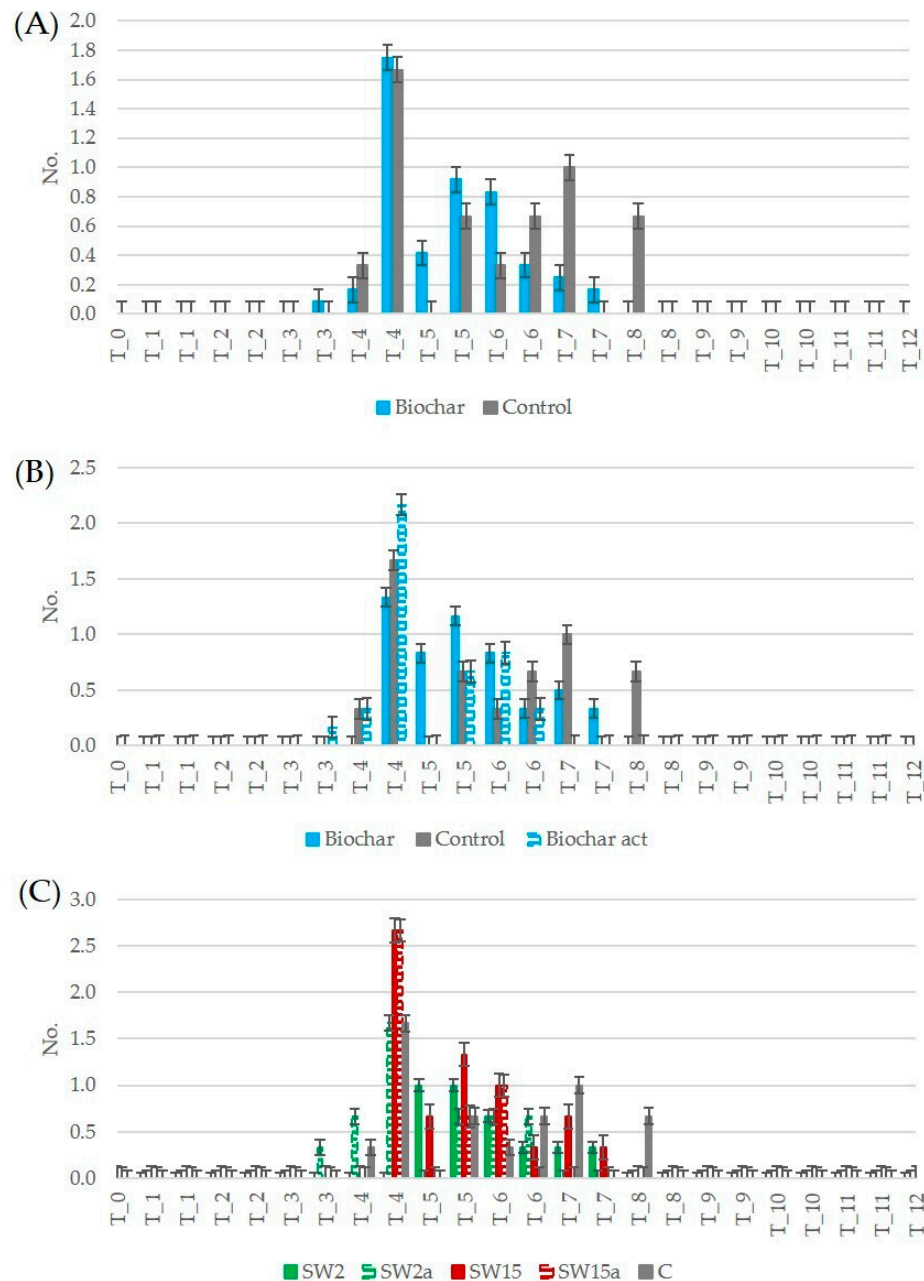 (A)
2.0
1.8
1.6
1.4
1.2
1.0
0.8
0.6
0.4
0.2
0.0
No.
T_0 T_1 T_1 T_2 T_2 T_3 T_3 T_4 T_4 T_5 T_5 T_6 T_6 T_7 T_7 T_8 T_8 T_9 T_9 T_10 T_10 T_11 T_11 T_12
Biochar Control
(B)
2.5
2.0
1.5
1.0
0.5
0.0
No.
T_0 T_1 T_1 T_2 T_2 T_3 T_3 T_4 T_4 T_5 T_5 T_6 T_6 T_7 T_7 T_8 T_8 T_9 T_9 T_10 T_10 T_11 T_11 T_12
Biochar Control Biochar act
(C)
3.0
2.5
2.0
1.5
1.0
0.5
0.0
No.
T_0 T_1 T_1 T_2 T_2 T_3 T_3 T_4 T_4 T_5 T_5 T_6 T_6 T_7 T_7 T_8 T_8 T_9 T_9 T_10 T_10 T_11 T_11 T_12
SW2 SW2a SW15 SW15a C